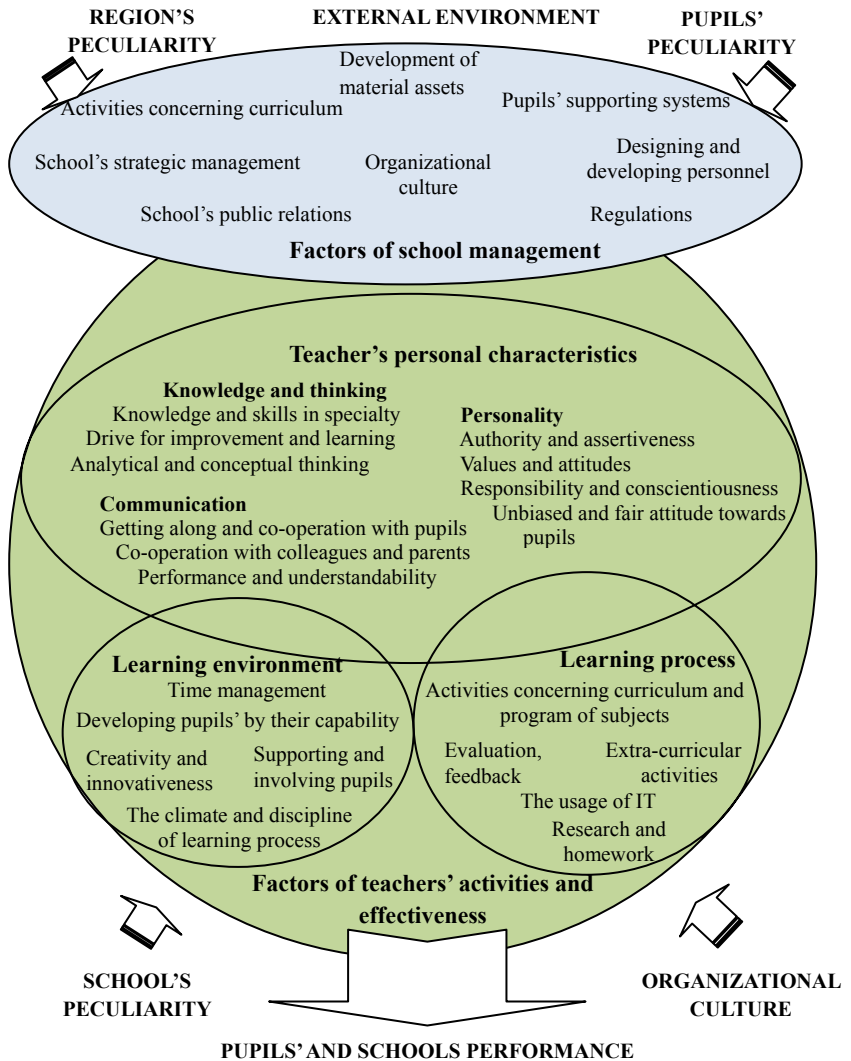 REGION'S
PECULIARITY
EXTERNAL ENVIRONMENT
PUPILS'
PECULIARITY
Development of
material assets
Activities concerning curriculum
Pupils' supporting systems
School's strategic management
Organizational
culture
Designing and
developing personnel
School's public relations
Regulations
Factors of school management
Teacher's personal characteristics
Knowledge and thinking
Knowledge and skills in specialty
Drive for improvement and learning
Analytical and conceptual thinking
Personality
Authority and assertiveness
Values and attitudes
Responsibility and conscientiousness
Unbiased and fair attitude towards
pupils
Communication
Getting along and co-operation with pupils
Co-operation with colleagues and parents
Performance and understandability
Learning environment
Time management
Developing pupils' by their capability
Creativity and
innovativeness
Supporting and
involving pupils
The climate and discipline
of learning process
Learning process
Activities concerning curriculum and
program of subjects
Evaluation,
feedback
Extra-curricular
activities
The usage of IT
Research and
homework
Factors of teachers' activities and
effectiveness
SCHOOL'S
PECULIARITY
ORGANIZATIONAL
CULTURE
PUPILS' AND SCHOOLS PERFORMANCE